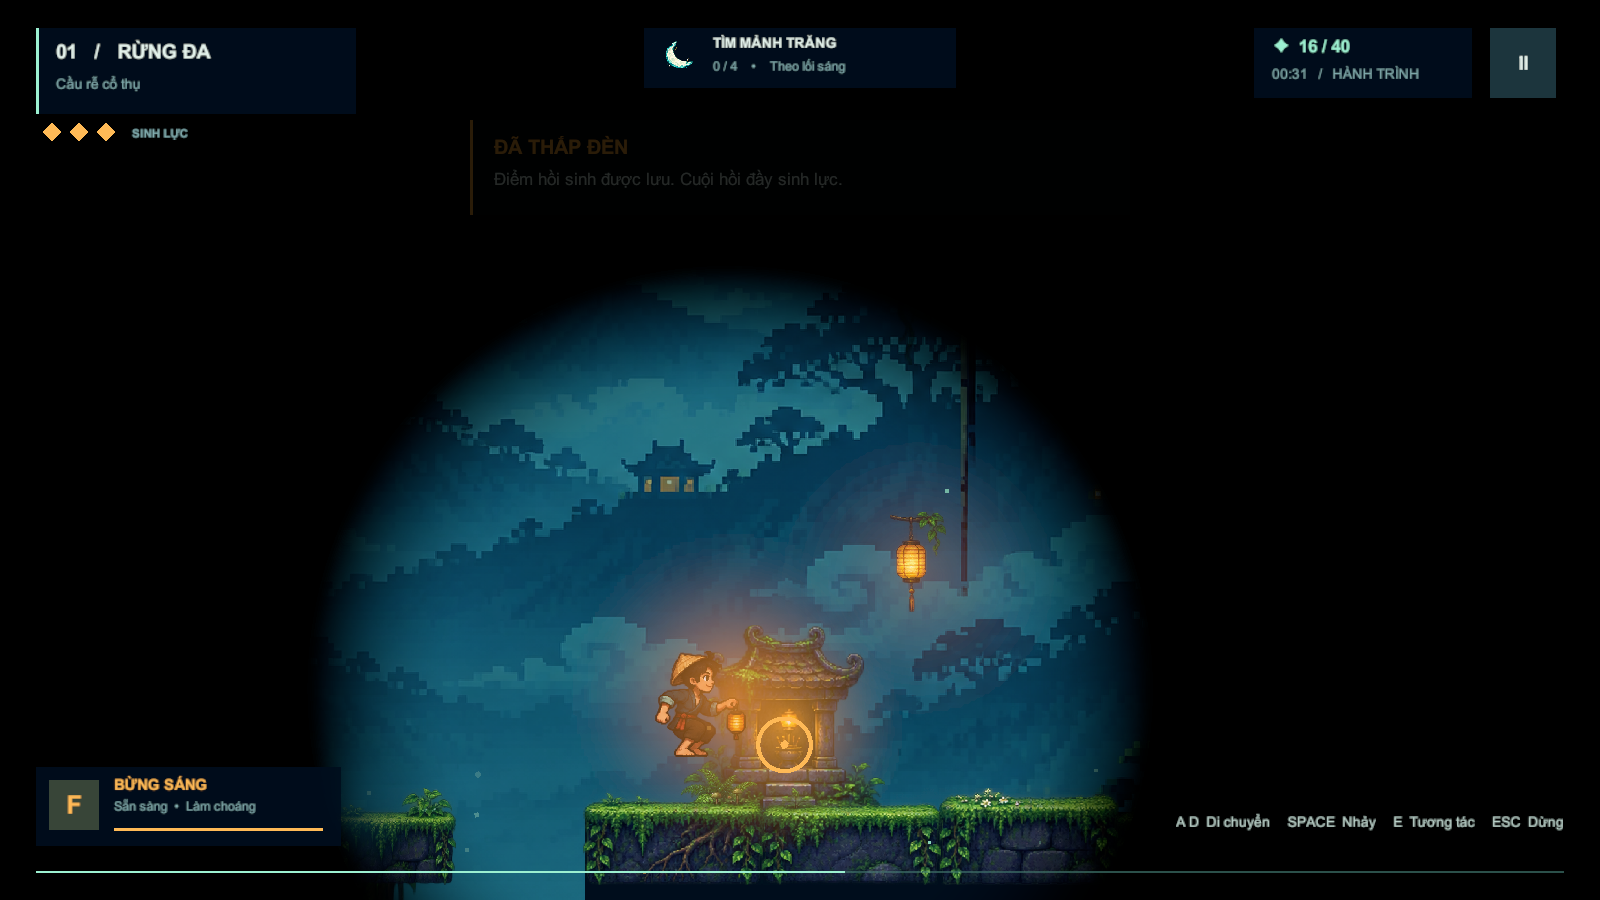 01 / RỪNG ĐA
Cầu rễ cổ thụ
SINH LỰC
TÌM MẢNH TRĂNG
0 / 4 • Theo lối sáng
16 / 40
00:31 / HÀNH TRÌNH
ĐÃ THẮP ĐÈN
Điểm hồi sinh được lưu. Cuội hồi đầy sinh lực.
F
BỪNG SÁNG
Sẵn sàng • Làm choáng
A D Di chuyển SPACE Nhảy E Tương tác ESC Dừng